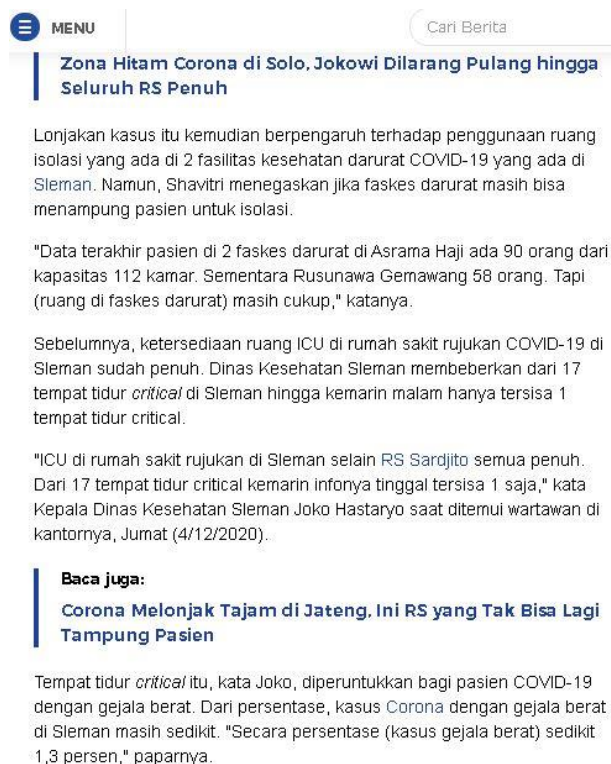 MENU
Cari Berita
Zona Hitam Corona di Solo, Jokowi Dilarang Pulang hingga
Seluruh RS Penuh
Lonjakan kasus itu kemudian berpengaruh terhadap penggunaan ruang
isolasi yang ada di 2 fasilitas kesehatan darurat COVID-19 yang ada di
Sleman. Namun, Shavitri menegaskan jika faskes darurat masih bisa
menampung pasien untuk isolasi.
"Data terakhir pasien di 2 faskes darurat di Asrama Haji ada 90 orang dari
kapasitas 112 kamar. Sementara Rusunawa Gemawang 58 orang. Tapi
(ruang di faskes darurat) masih cukup," katanya.
Sebelumnya, ketersediaan ruang ICU di rumah sakit rujukan COVID-19 di
Sleman sudah penuh. Dinas Kesehatan Sleman membeberkan dari 17
tempat tidur critical di Sleman hingga kemarin malam hanya tersisa 1
tempat tidur critical.
"ICU di rumah sakit rujukan di Sleman selain RS Sardjito semua penuh.
Dari 17 tempat tidur critical kemarin infonya tinggal tersisa 1 saja," kata
Kepala Dinas Kesehatan Sleman Joko Hastaryo saat ditemui wartawan di
kantornya, Jumat (4/12/2020).
Baca juga:
Corona Melonjak Tajam di Jateng, Ini RS yang Tak Bisa Lagi
Tampung Pasien
Tempat tidur critical itu, kata Joko, diperuntukkan bagi pasien COVID-19
dengan gejala berat. Dari persentase, kasus Corona dengan gejala berat
di Sleman masih sedikit. "Secara persentase (kasus gejala berat) sedikit
1,3 persen," paparnya.